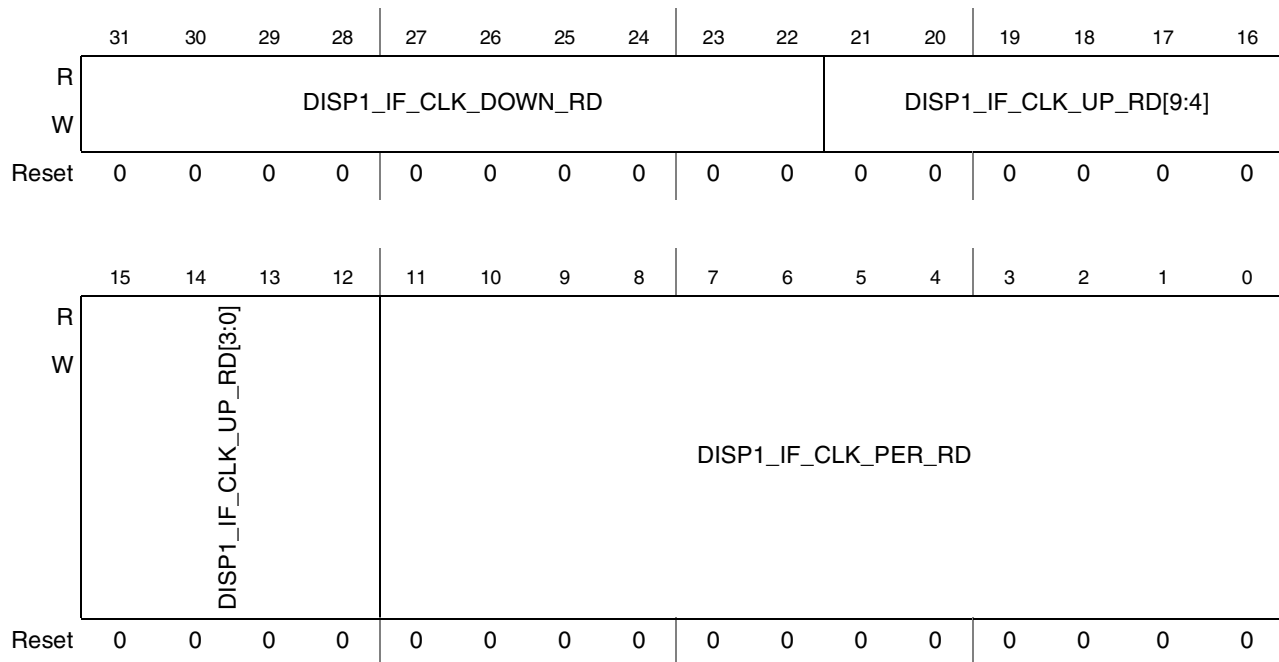 31 30 29 28 27 26 25 24 23 22 21 20 19 18 17 16
R
DISP1_IF_CLK_DOWN_RD DISP1_IF_CLK_UP_RD[9:4]
W
Reset 0 0 0 0 0 0 0 0 0 0 0 0 0 0 0 0
15 14 13 12 11 10 9 8 7 6 5 4 3 2 1 0
R
W
DISP1_IF_CLK_UP_RD[3:0]
DISP1_IF_CLK_PER_RD
Reset 0 0 0 0 0 0 0 0 0 0 0 0 0 0 0 0